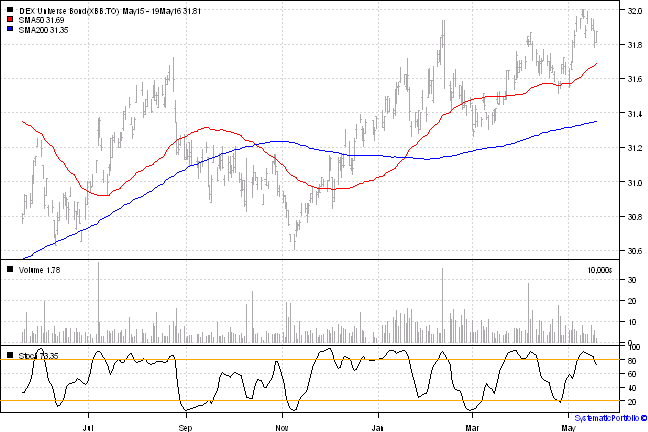 DEX Universe Bond(XBB.TO) May15 - 19May16 31.81
SMA50 31.69
SMA200 31.35
32.0
31.8
31.6
31.4
31.2
31.0
30.8
30.6
Volume 1.78
10,000s
30
20
10
0
Stoch 73.35
100
80
60
40
20
Jul
Sep
Nov
Jan
Mar
May
SystematicPortfolio ©